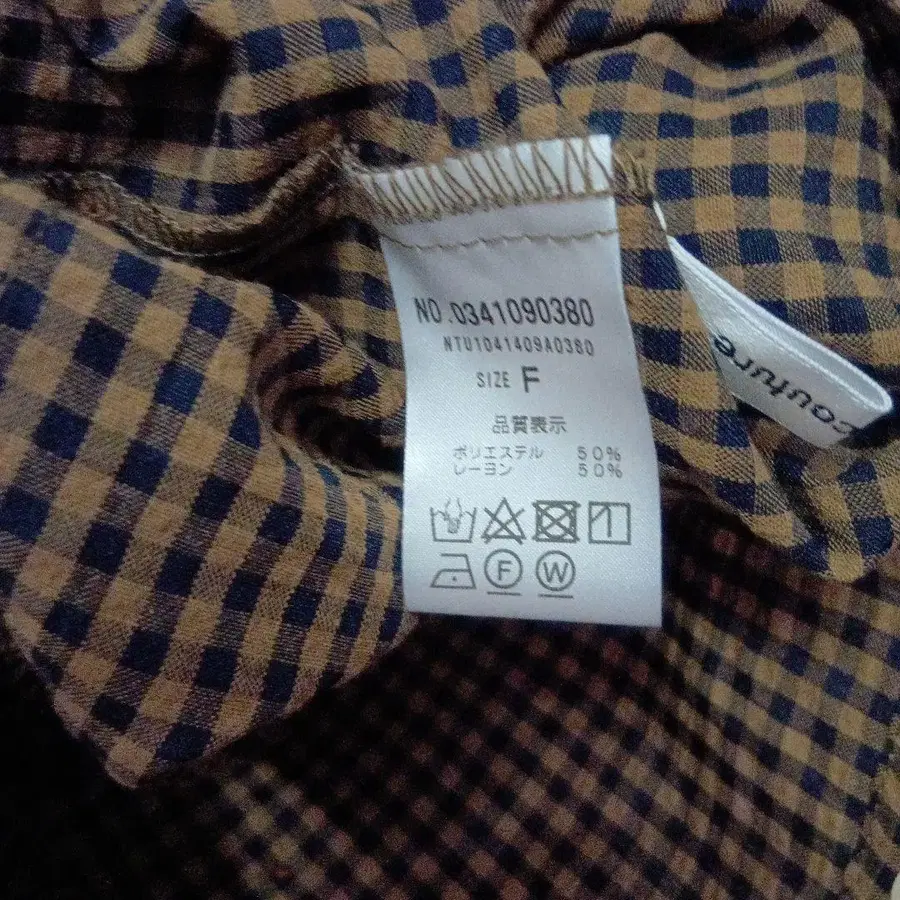 NO.0341090380
NTU1041409A0380
SIZE F
品質表示
ポリエステル 50%
レーヨン 50%
F W
couture